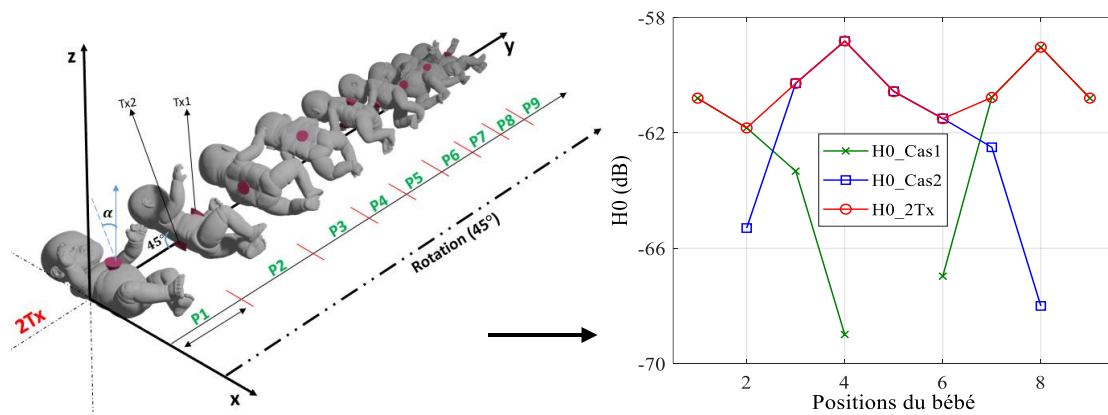 z
y
x
Tx2
Tx1
α
45°
2Tx
P1
P2
P3
P4
P5
P6
P7
P8
P9
Rotation (45°)
H0 (dB)
-58
-62
-66
-70
2 4 6 8
Positions du bébé
H0_Cas1
H0_Cas2
H0_2Tx